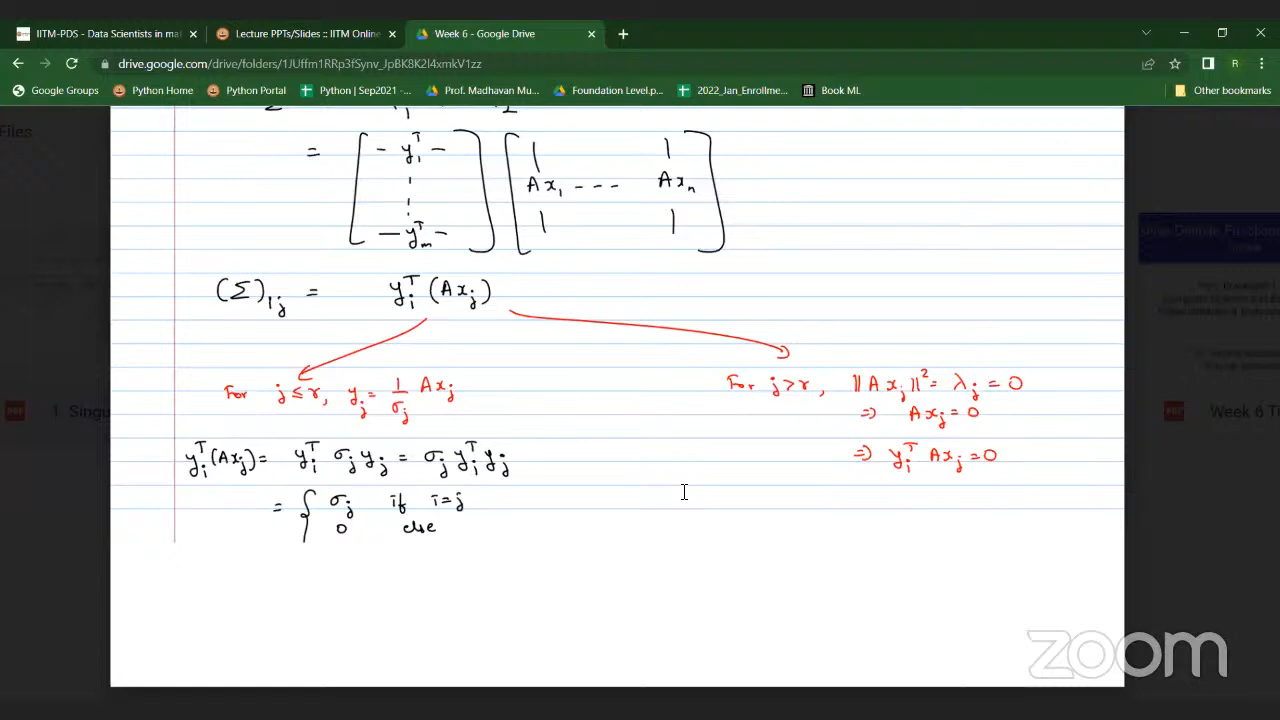 IITM-PDS - Data Scientists in ma
Lecture PPTs/Slides :: IITM Online
Week 6 - Google Drive
drive.google.com/drive/folders/1JUffm1RRp3fSynv_JpBK8K2l4xmkV1zz
R
Google Groups
Python Home
Python Portal
Python | Sep2021 -...
Prof. Madhavan Mu...
Foundation Level.p...
2022_Jan_Enrollme...
Book ML
Other bookmarks
Files
= [ - y₁ᵀ - ⋮ - yₘᵀ - ] [ | Ax₁ | - - - | Axₙ | ]
(Σ)ᵢⱼ = yᵢᵀ (Axⱼ)
For j ≤ r, yⱼ = 1/σⱼ Axⱼ
For j > r, ||Axⱼ||² = λⱼ = 0
⇒ Axⱼ = 0
yᵢᵀ(Axⱼ) = yᵢᵀ σⱼ yⱼ = σⱼ yᵢᵀ yⱼ
⇒ yᵢᵀ Axⱼ = 0
= { σⱼ if i = j
0 else
PDF
1. Singu
PDF
Week 6 T
zoom